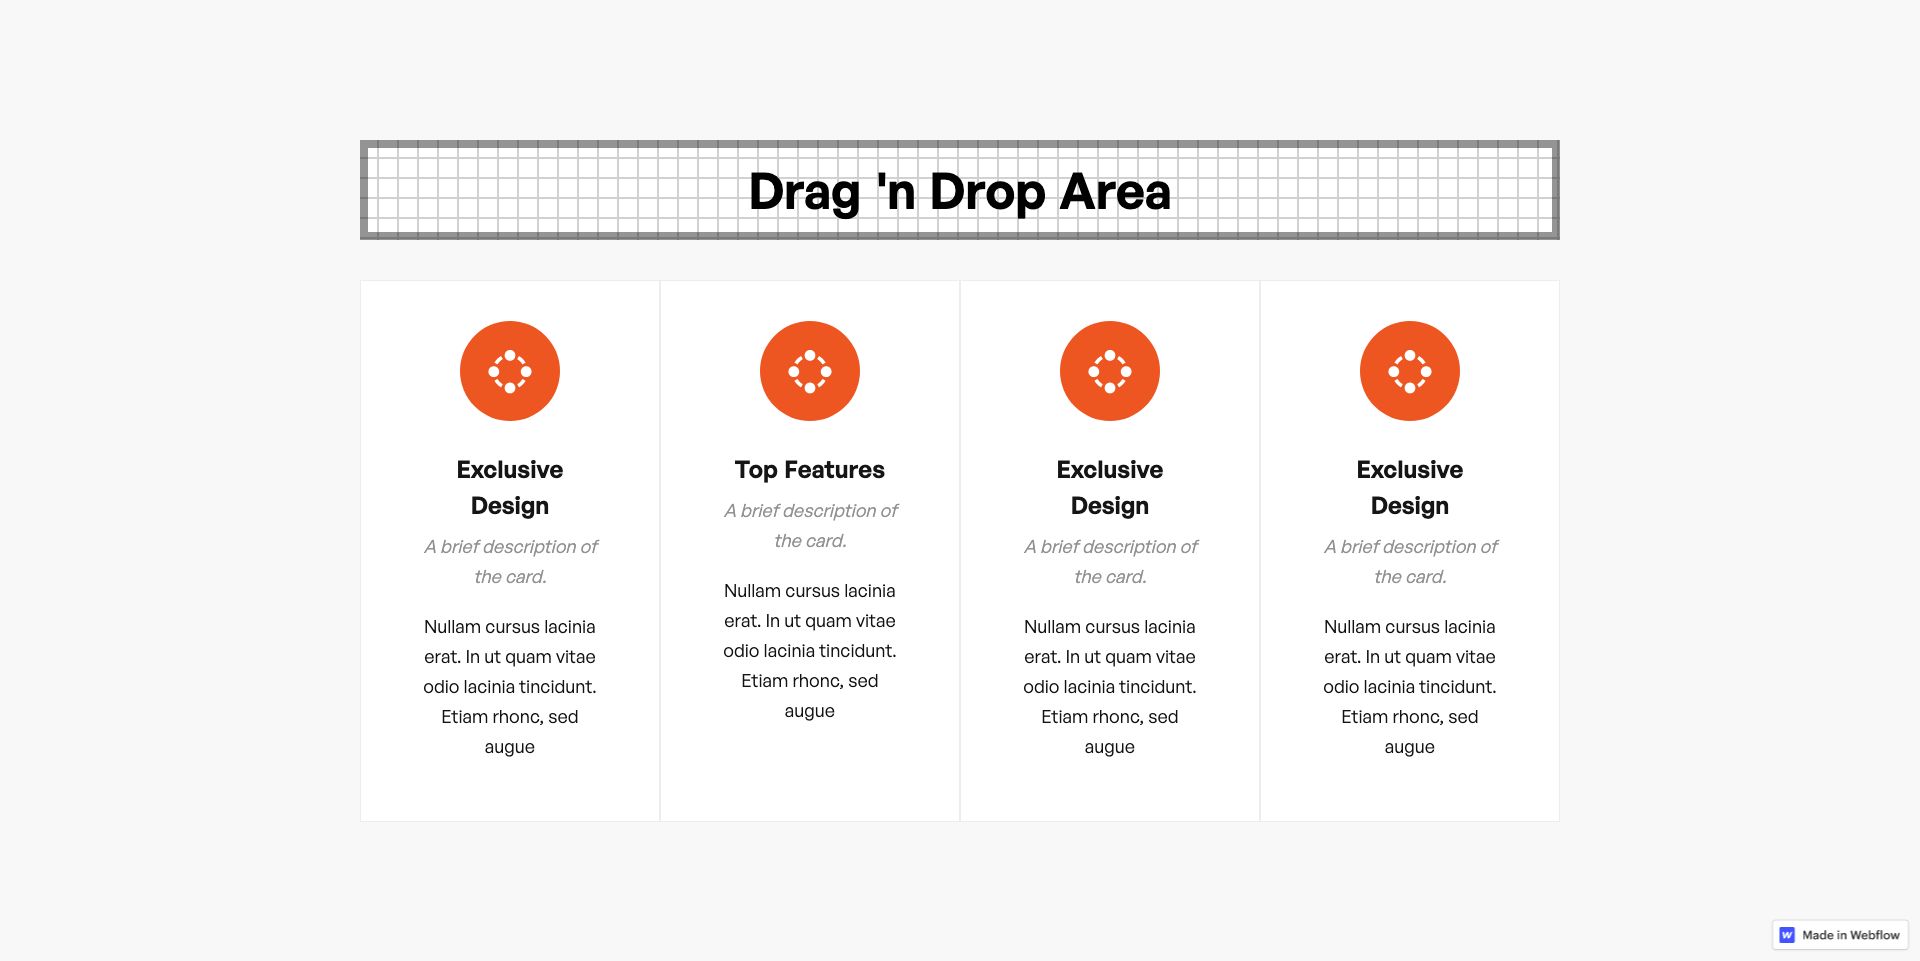 Drag 'n Drop Area
Exclusive
Design
A brief description of
the card.
Nullam cursus lacinia
erat. In ut quam vitae
odio lacinia tincidunt.
Etiam rhonc, sed
augue
Top Features
A brief description of
the card.
Nullam cursus lacinia
erat. In ut quam vitae
odio lacinia tincidunt.
Etiam rhonc, sed
augue
Exclusive
Design
A brief description of
the card.
Nullam cursus lacinia
erat. In ut quam vitae
odio lacinia tincidunt.
Etiam rhonc, sed
augue
Exclusive
Design
A brief description of
the card.
Nullam cursus lacinia
erat. In ut quam vitae
odio lacinia tincidunt.
Etiam rhonc, sed
augue
Made in Webflow